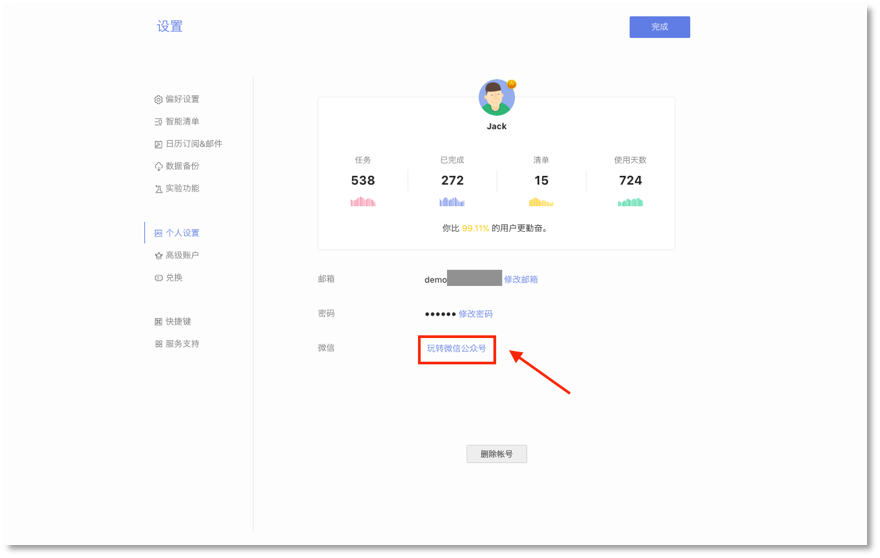 设置
完成
偏好设置
智能清单
日历订阅&邮件
数据备份
实验功能
个人设置
高级账户
兑换
快捷键
服务支持
Jack
任务 已完成 清单 使用天数
538 272 15 724
你比 99.11% 的用户更勤奋。
邮箱 demo 修改邮箱
密码 •••••• 修改密码
微信 玩转微信公众号
删除帐号